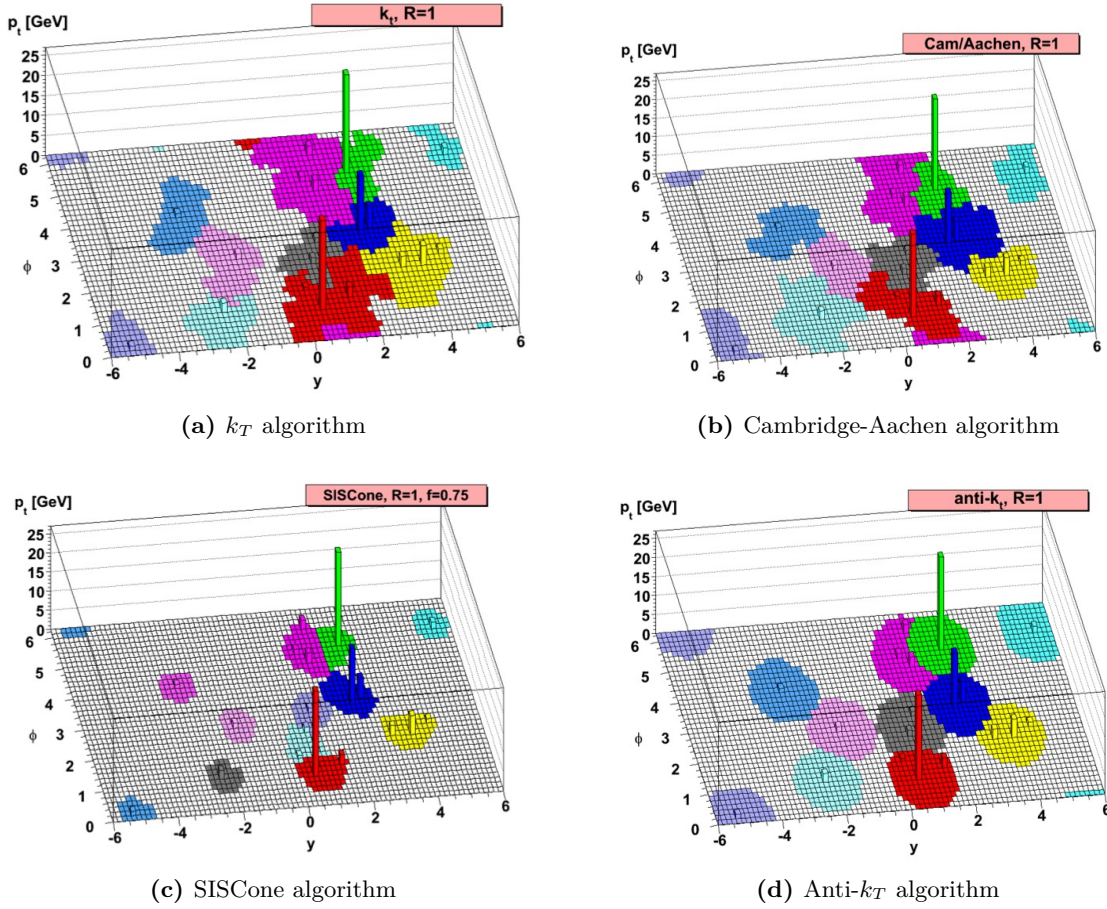 p_t [GeV]
k_t, R=1
25
20
15
10
5
0
6
5
4
3
2
1
0
ϕ
-6 -4 -2 0 2 4 6
y
(a) k_T algorithm
p_t [GeV]
Cam/Aachen, R=1
25
20
15
10
5
0
6
5
4
3
2
1
0
ϕ
-6 -4 -2 0 2 4 6
y
(b) Cambridge-Aachen algorithm
p_t [GeV]
SISCone, R=1, f=0.75
25
20
15
10
5
0
6
5
4
3
2
1
0
ϕ
-6 -4 -2 0 2 4 6
y
(c) SISCone algorithm
p_t [GeV]
anti-k_t, R=1
25
20
15
10
5
0
6
5
4
3
2
1
0
ϕ
-6 -4 -2 0 2 4 6
y
(d) Anti-k_T algorithm